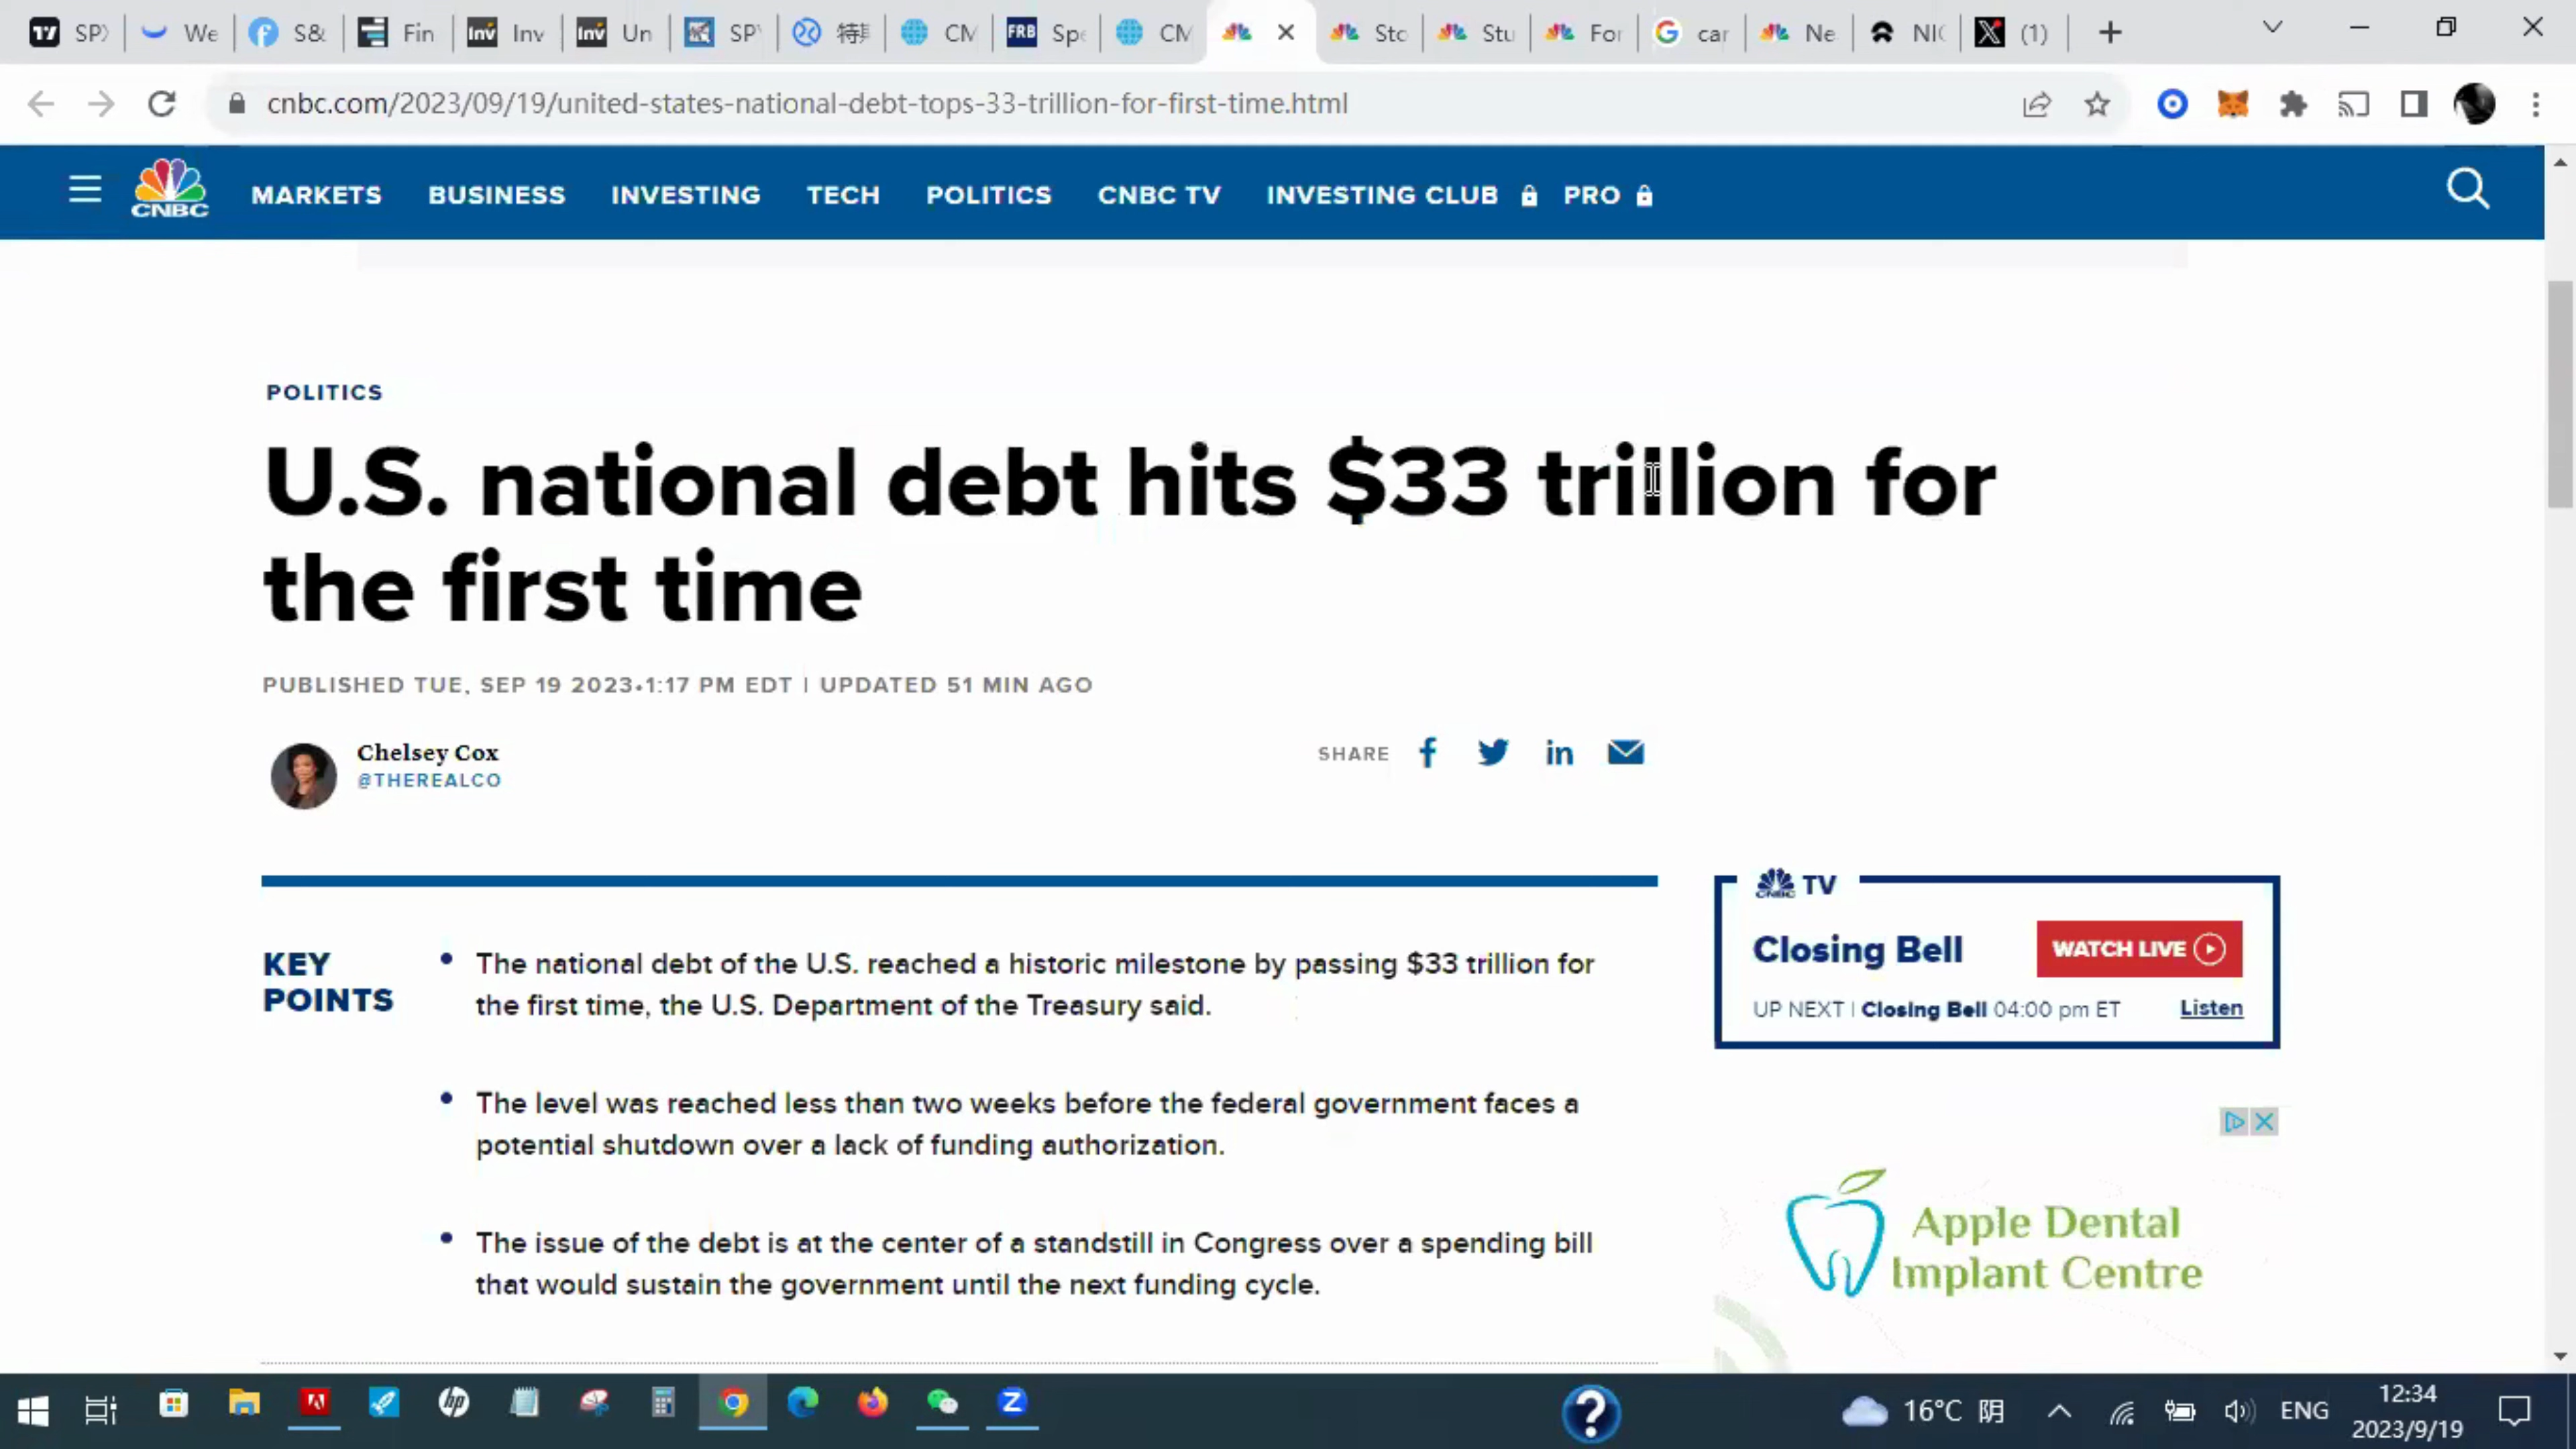 SPX We S& Fin Inv Un SPY 特斯 CM Spe CM Sto Stu For car Ne NIO (1)
cnbc.com/2023/09/19/united-states-national-debt-tops-33-trillion-for-first-time.html
CNBC MARKETS BUSINESS INVESTING TECH POLITICS CNBC TV INVESTING CLUB PRO
POLITICS
U.S. national debt hits $33 trillion for
the first time
PUBLISHED TUE, SEP 19 2023•1:17 PM EDT | UPDATED 51 MIN AGO
Chelsey Cox
@THEREALCO
SHARE
KEY
POINTS
The national debt of the U.S. reached a historic milestone by passing $33 trillion for
the first time, the U.S. Department of the Treasury said.
The level was reached less than two weeks before the federal government faces a
potential shutdown over a lack of funding authorization.
The issue of the debt is at the center of a standstill in Congress over a spending bill
that would sustain the government until the next funding cycle.
CNBC TV
Closing Bell
WATCH LIVE
UP NEXT | Closing Bell 04:00 pm ET
Listen
Apple Dental
Implant Centre
16°C 阴
ENG
12:34
2023/9/19